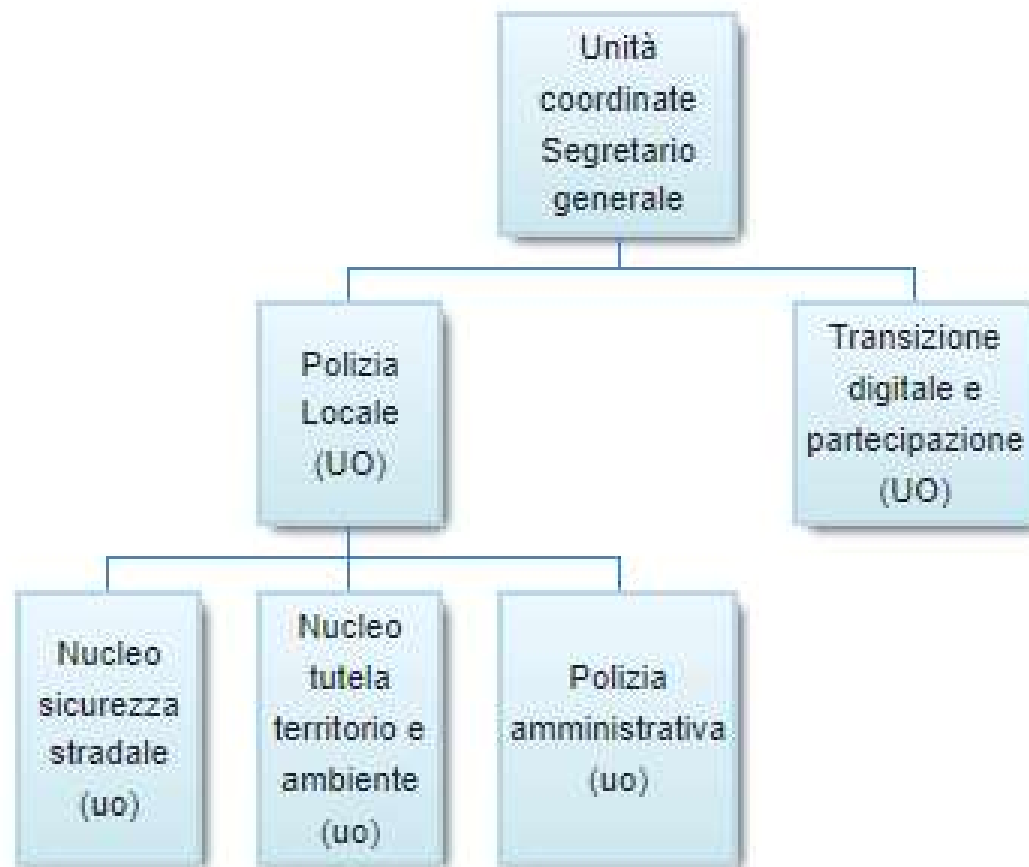 Unità
coordinate
Segretario
generale
Polizia
Locale
(UO)
Transizione
digitale e
partecipazione
(UO)
Nucleo
sicurezza
stradale
(uo)
Nucleo
tutela
territorio e
ambiente
(uo)
Polizia
amministrativa
(uo)